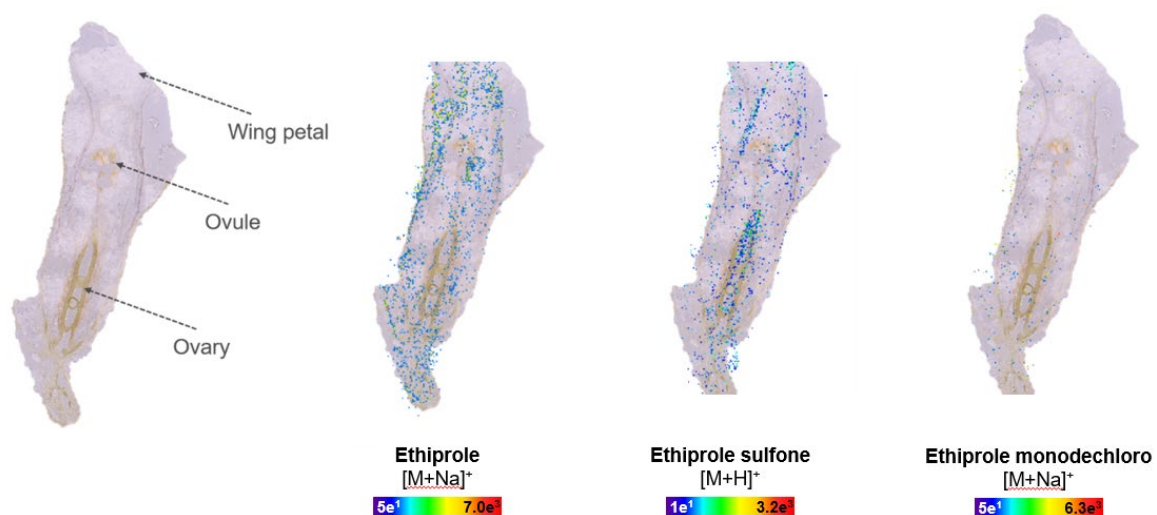 Wing petal
Ovule
Ovary
Ethiprole
[M+Na]⁺
5e¹ 7.0e³
Ethiprole sulfone
[M+H]⁺
1e¹ 3.2e³
Ethiprole monodechloro
[M+Na]⁺
5e¹ 6.3e³